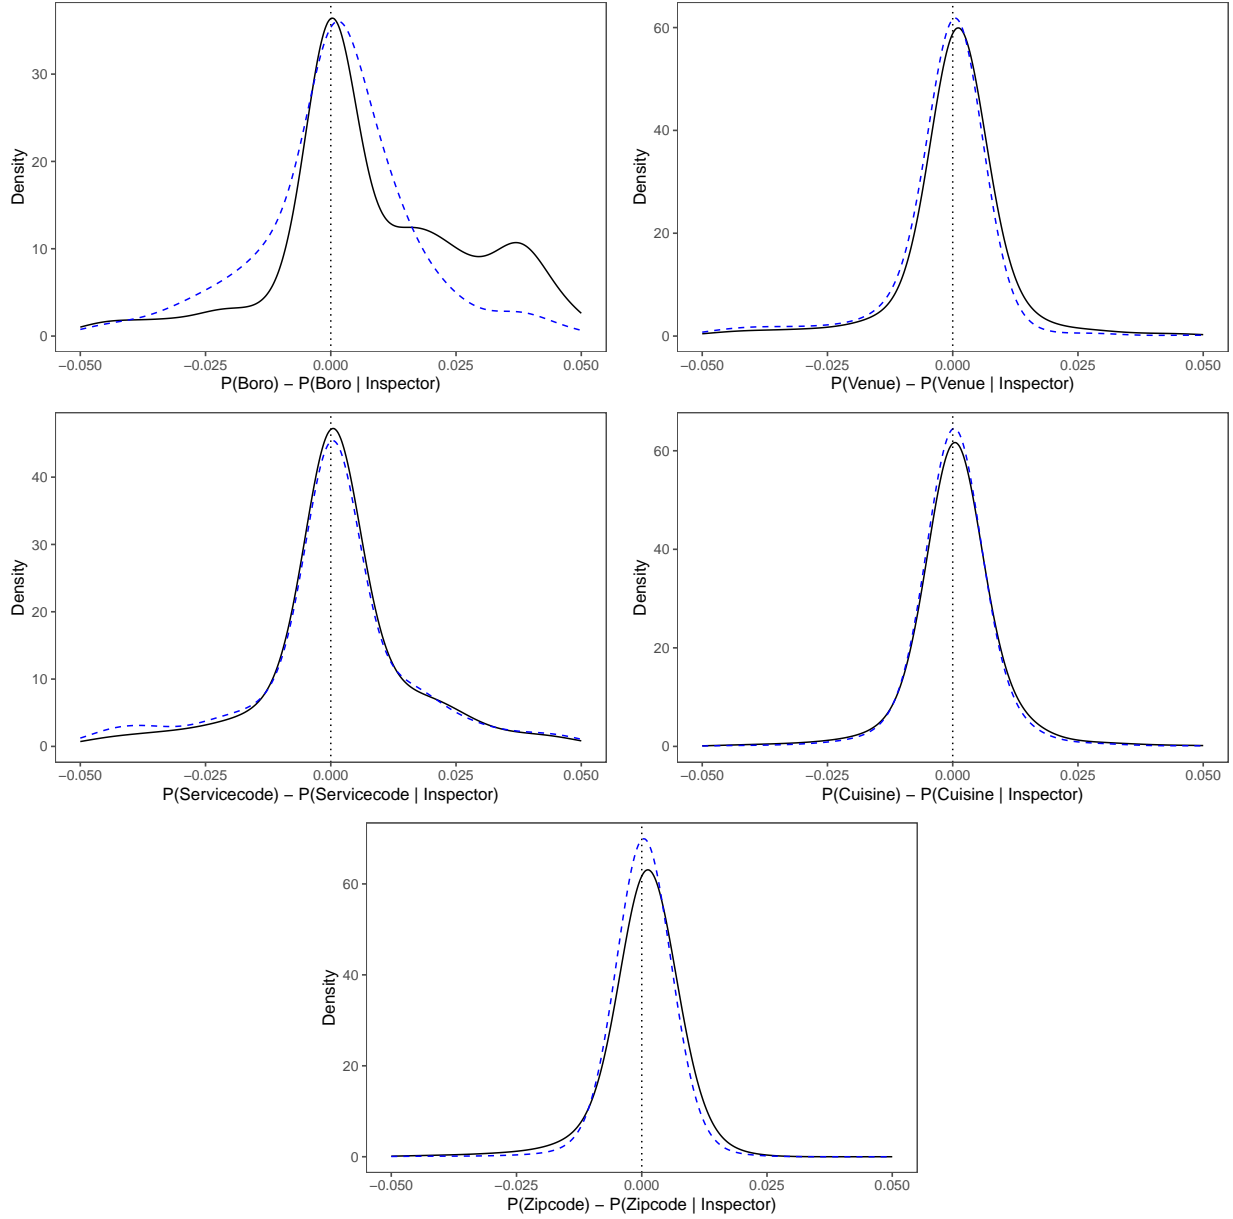 Density
30
20
10
0
−0.050 −0.025 0.000 0.025 0.050
P(Boro) − P(Boro | Inspector)
Density
60
40
20
0
−0.050 −0.025 0.000 0.025 0.050
P(Venue) − P(Venue | Inspector)
Density
40
30
20
10
0
−0.050 −0.025 0.000 0.025 0.050
P(Servicecode) − P(Servicecode | Inspector)
Density
60
40
20
0
−0.050 −0.025 0.000 0.025 0.050
P(Cuisine) − P(Cuisine | Inspector)
Density
60
40
20
0
−0.050 −0.025 0.000 0.025 0.050
P(Zipcode) − P(Zipcode | Inspector)